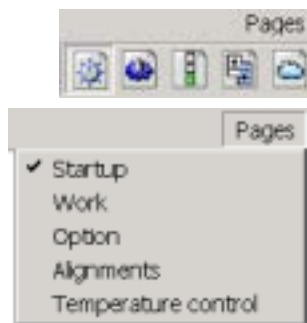 Pages
Pages
✔ Startup
Work
Option
Alignments
Temperature control